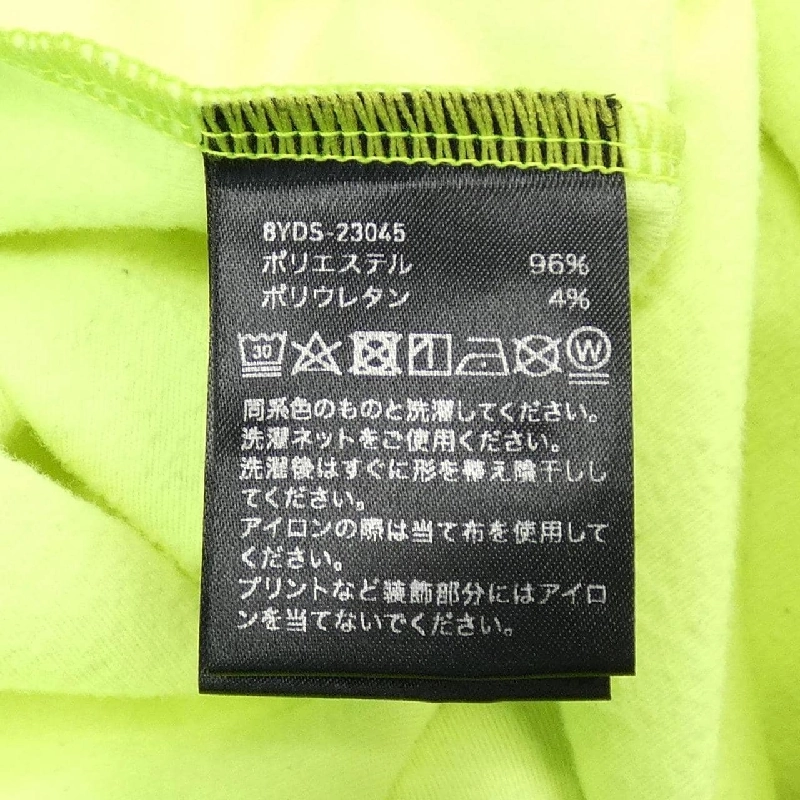 8YDS-23045
ポリエステル 96%
ポリウレタン 4%
30 W
同系色のものと洗濯してください。
洗濯ネットをご使用ください。
洗濯後はすぐに形を整え陰干しし
てください。
アイロンの際は当て布を使用して
ください。
プリントなど装飾部分にはアイロ
ンを当てないでください。